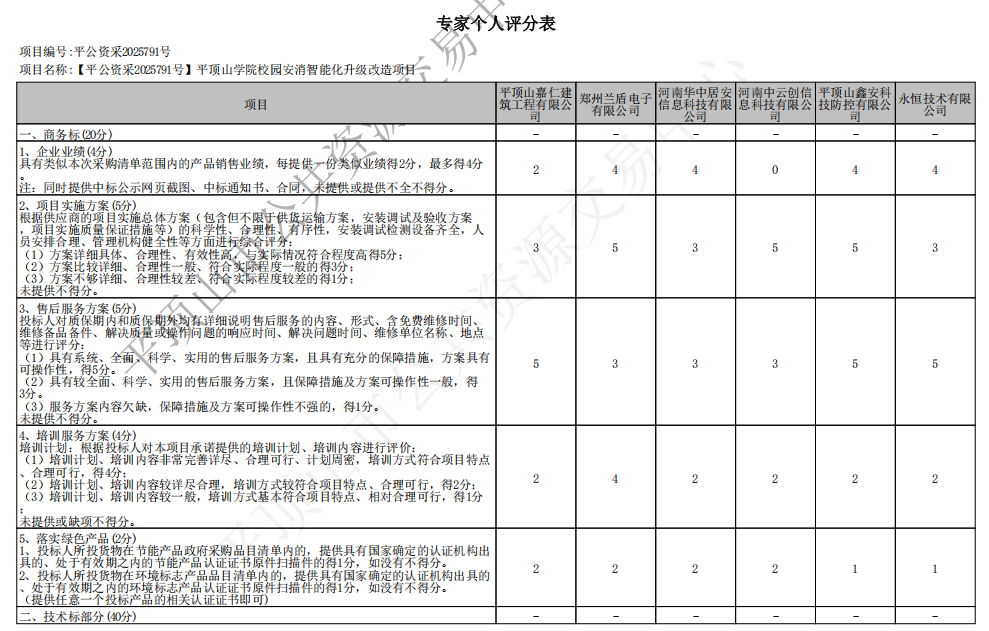 专家个人评分表
项目编号:平公资采2025791号
项目名称:【平公资采2025791号】平顶山学院校园安消智能化升级改造项目
项目 平顶山嘉仁建筑工程有限公司 郑州兰盾电子有限公司 河南华中居安信息科技有限公司 河南中云创信息科技有限公司 平顶山鑫安科技防控有限公司 永恒技术有限公司
一、商务标(20分) - - - - - -
1、企业业绩(4分)
具有类似本次采购清单范围内的产品销售业绩，每提供一份类似业绩得2分，最多得4分
。
注：同时提供中标公示网页截图、中标通知书、合同，未提供或提供不全不得分。
2 4 4 0 4 4
2、项目实施方案(5分)
根据供应商的项目实施总体方案（包含但不限于供货运输方案，安装调试及验收方案
，项目实施质量保证措施等）的科学性、合理性、有序性，安装调试检测设备齐全，人
员安排合理、管理机构健全性等方面进行综合评分：
（1）方案详细具体、合理性、有效性高，与实际情况符合程度高得5分；
（2）方案比较详细、合理性一般、符合实际程度一般的得3分；
（3）方案不够详细、合理性较差、符合实际程度较差的得1分；
未提供不得分。
3 5 3 5 5 3
3、售后服务方案(5分)
投标人对质保期内和质保期外均有详细说明售后服务的内容、形式、含免费维修时间、
维修备品备件、解决质量或操作问题的响应时间、解决问题时间、维修单位名称、地点
等进行评分：
（1）具有系统、全面、科学、实用的售后服务方案，且具有充分的保障措施，方案具有
可操作性，得5分。
（2）具有较全面、科学、实用的售后服务方案，且保障措施及方案可操作性一般，得
3分。
（3）服务方案内容欠缺，保障措施及方案可操作性不强的，得1分。
未提供不得分。
5 3 3 3 5 5
4、培训服务方案(4分)
培训计划：根据投标人对本项目承诺提供的培训计划、培训内容进行评价：
（1）培训计划、培训内容非常完善详尽、合理可行、计划周密，培训方式符合项目特点
、合理可行，得4分；
（2）培训计划、培训内容较详尽合理，培训方式较符合项目特点、合理可行，得2分；
（3）培训计划、培训内容较一般，培训方式基本符合项目特点、相对合理可行，得1分
；
未提供或缺项不得分。
2 4 2 2 2 2
5、落实绿色产品(2分)
1、投标人所投货物在节能产品政府采购品目清单内的，提供具有国家确定的认证机构出
具的、处于有效期之内的节能产品认证证书原件扫描件的得1分，如没有不得分。
2、投标人所投货物在环境标志产品品目清单内的，提供具有国家确定的认证机构出具的
、处于有效期之内的环境标志产品认证证书原件扫描件的得1分，如没有不得分。
（提供任意一个投标产品的相关认证证书即可）
2 2 2 2 1 1
二、技术标部分(40分) - - - - - -
平顶山市公共资源交易中
平顶山市公共资源交易中心